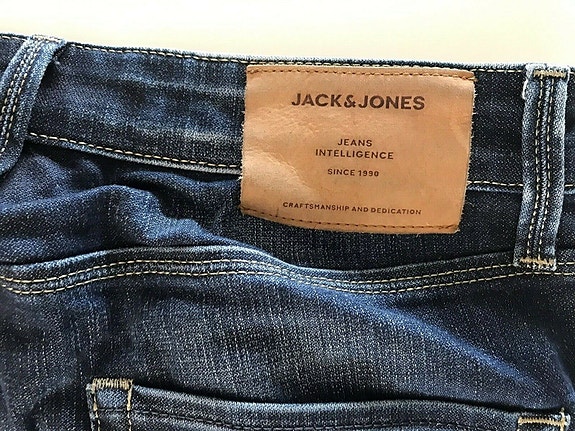 JACK&JONES
JEANS
INTELLIGENCE
SINCE 1990
CRAFTSMANSHIP AND DEDICATION